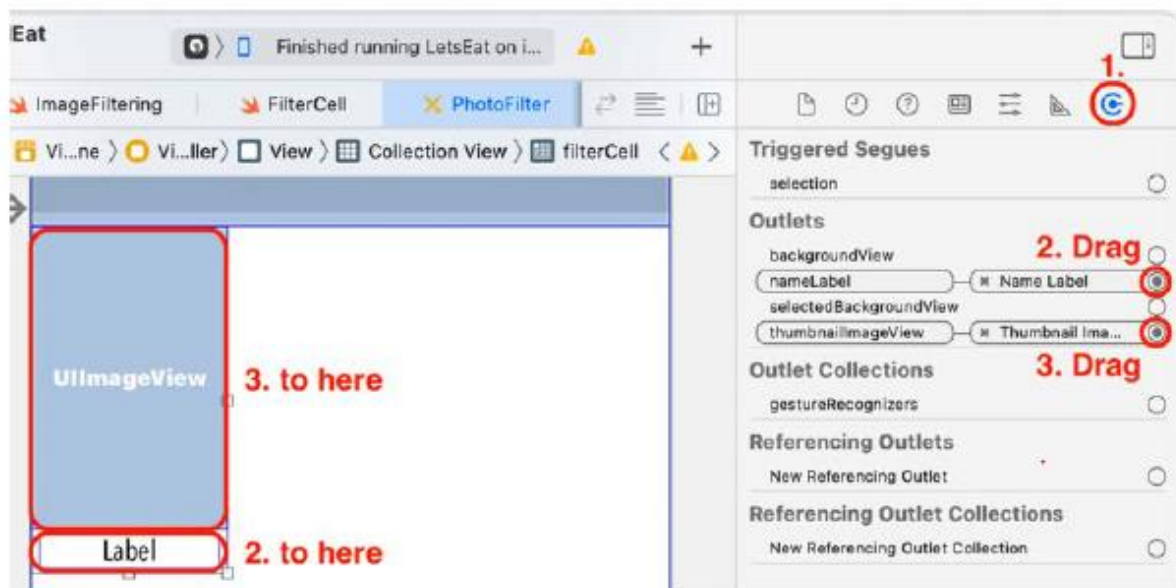 Eat
Finished running LetsEat on i...
+
1.
ImageFiltering
FilterCell
PhotoFilter
Vi...ne 〉 Vi...ller 〉 View 〉 Collection View 〉 filterCell < >
Triggered Segues
selection
Outlets
backgroundView
2. Drag
nameLabel
Name Label
selectedBackgroundView
thumbnailImageView
Thumbnail Ima...
3. Drag
Outlet Collections
gestureRecognizers
Referencing Outlets
New Referencing Outlet
Referencing Outlet Collections
New Referencing Outlet Collection
UIImageView
3. to here
Label
2. to here